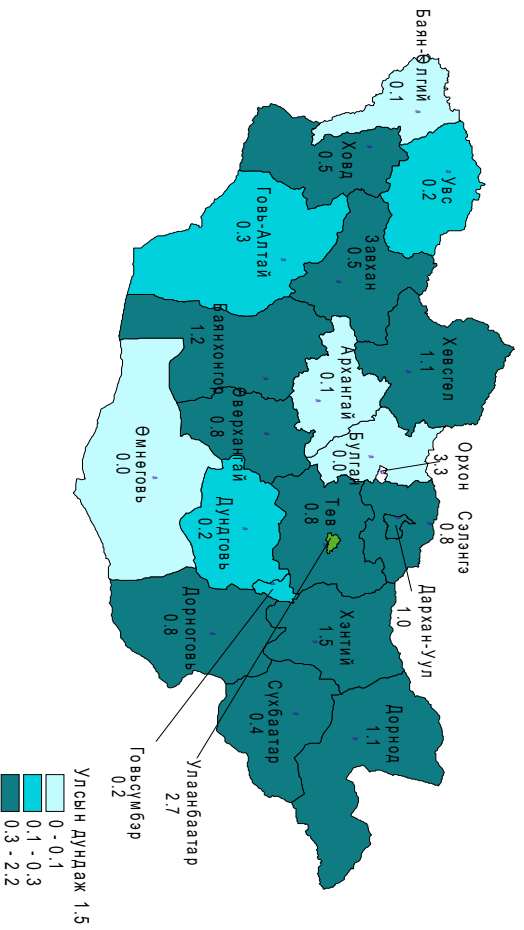 Баян-Өлгий
0.1
Увс
0.2
Ховд
0.5
Говь-Алтай
0.3
Завхан
0.5
Хөвсгөл
1.1
Архангай
0.1
Баянхонгор
1.2
Өвөрхангай
0.8
Булган
0.0
Орхон
3.3
Сэлэнгэ
0.8
Дархан-Уул
1.0
Төв
0.8
Өмнөговь
0.0
Дундговь
0.2
Дорноговь
0.8
Хэнтий
1.5
Сүхбаатар
0.4
Дорнод
1.1
Улаанбаатар
2.7
Говьсүмбэр
0.2
Улсын дундаж 1.5
0 - 0.1
0.1 - 0.3
0.3 - 2.2